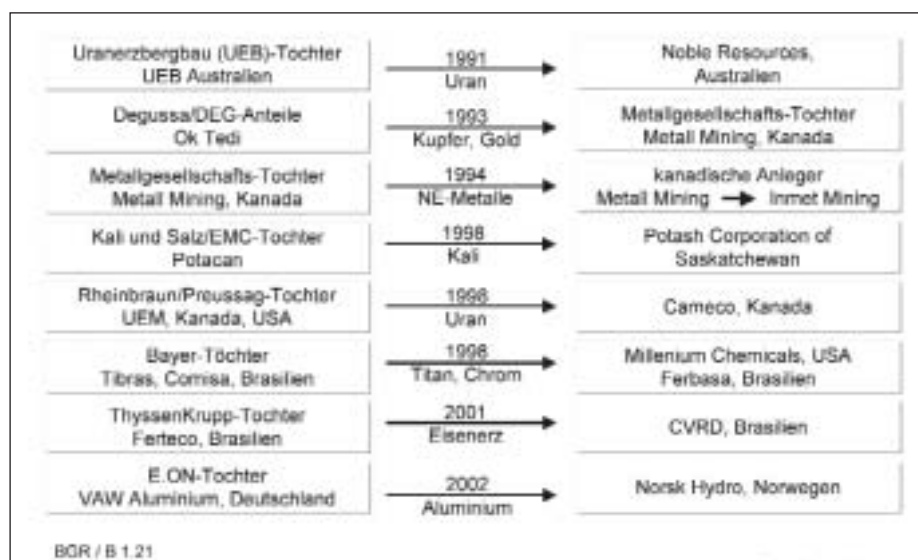 Uranerzbergbau (UEB)-Tochter
UEB Australien
1991
Uran
Noble Resources,
Australien
Degussa/DEG-Anteile
Ok Tedi
1993
Kupfer, Gold
Metallgesellschafts-Tochter
Metall Mining, Kanada
Metallgesellschafts-Tochter
Metall Mining, Kanada
1994
NE-Metalle
kanadische Anleger
Metall Mining → Inmet Mining
Kali und Salz/EMC-Tochter
Potacan
1998
Kali
Potash Corporation of
Saskatchewan
Rheinbraun/Preussag-Tochter
UEM, Kanada, USA
1998
Uran
Cameco, Kanada
Bayer-Töchter
Tibras, Comisa, Brasilien
1998
Titan, Chrom
Millenium Chemicals, USA
Ferbasa, Brasilien
ThyssenKrupp-Tochter
Ferteco, Brasilien
2001
Eisenerz
CVRD, Brasilien
E.ON-Tochter
VAW Aluminium, Deutschland
2002
Aluminium
Norsk Hydro, Norwegen
BGR / B 1.21